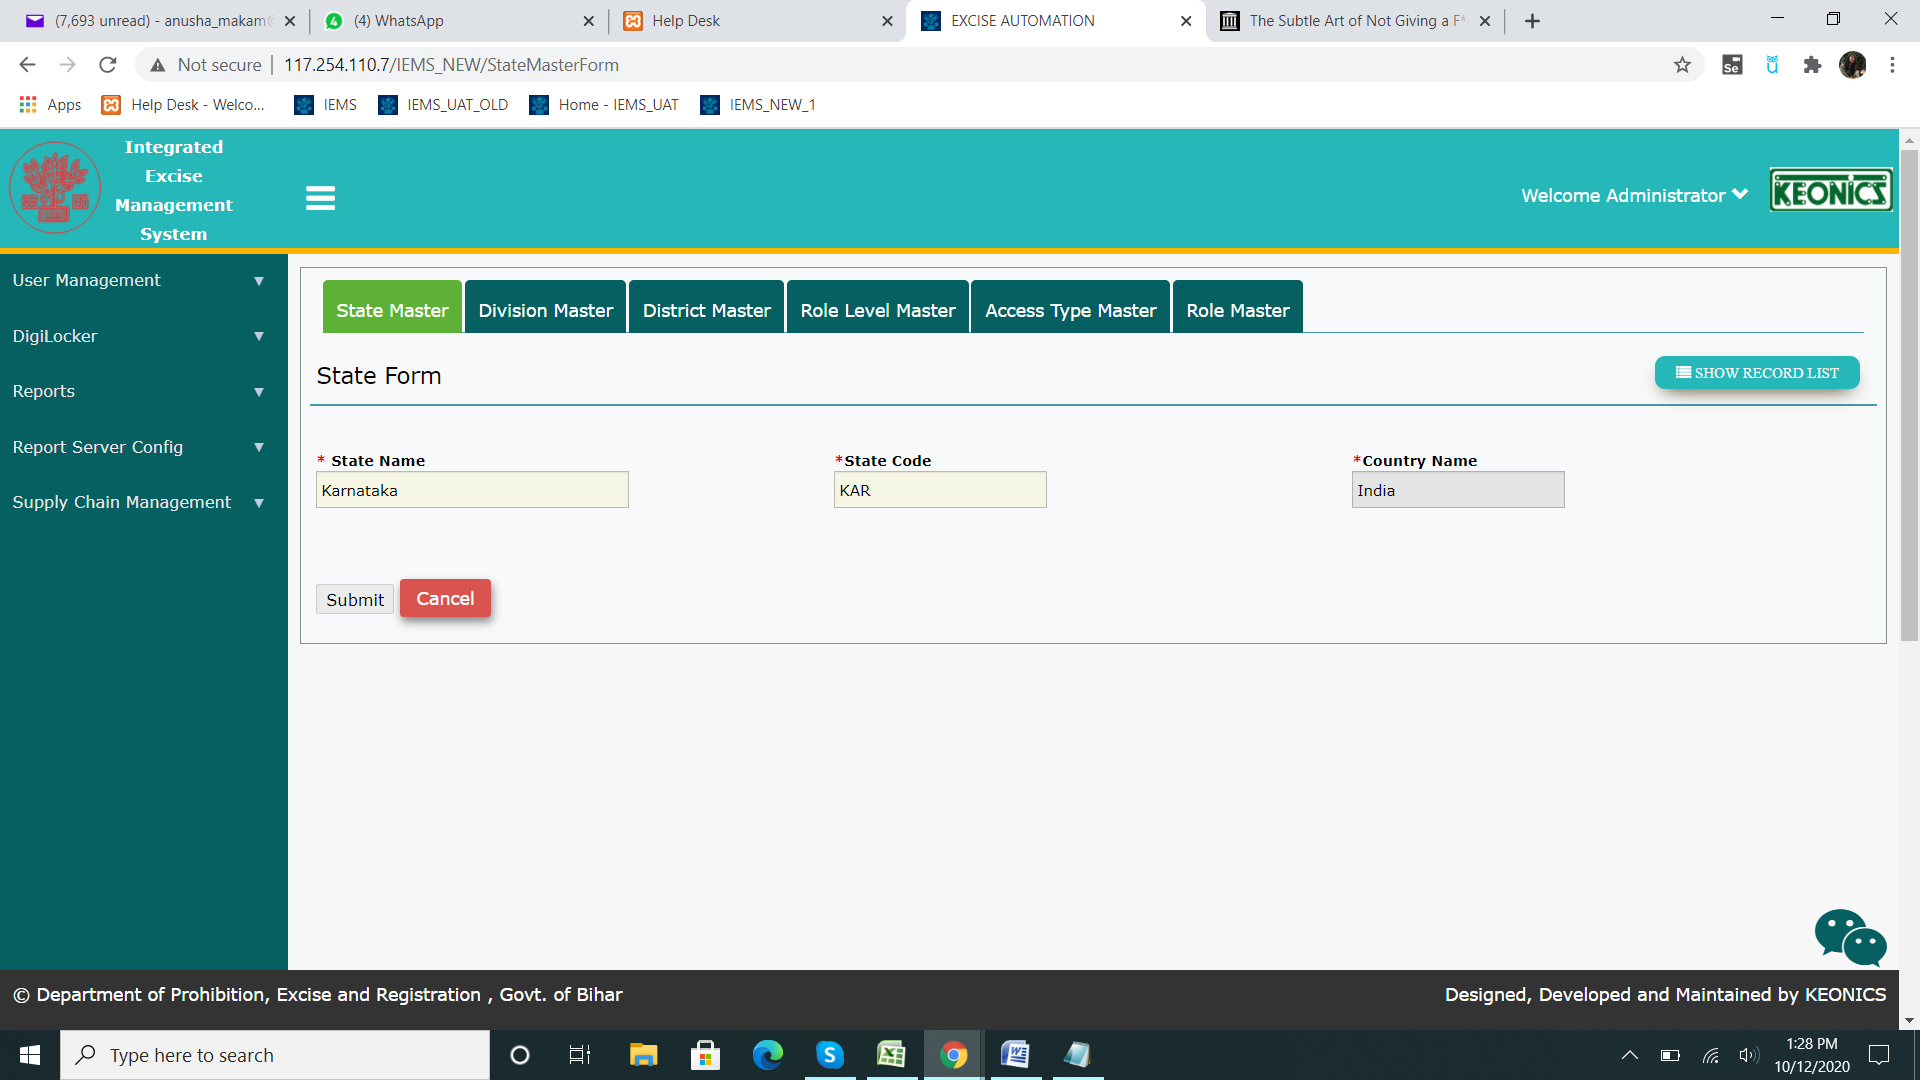 (7,693 unread) - anusha_makam
(4) WhatsApp
Help Desk
EXCISE AUTOMATION
The Subtle Art of Not Giving a F*
Not secure
117.254.110.7/IEMS_NEW/StateMasterForm
Se
Apps
Help Desk - Welco...
IEMS
IEMS_UAT_OLD
Home - IEMS_UAT
IEMS_NEW_1
Integrated
Excise
Management
System
Welcome Administrator
KEONICS
User Management
DigiLocker
Reports
Report Server Config
Supply Chain Management
State Master
Division Master
District Master
Role Level Master
Access Type Master
Role Master
State Form
SHOW RECORD LIST
* State Name
*State Code
*Country Name
Karnataka
KAR
India
Submit
Cancel
© Department of Prohibition, Excise and Registration , Govt. of Bihar
Designed, Developed and Maintained by KEONICS
Type here to search
1:28 PM
10/12/2020